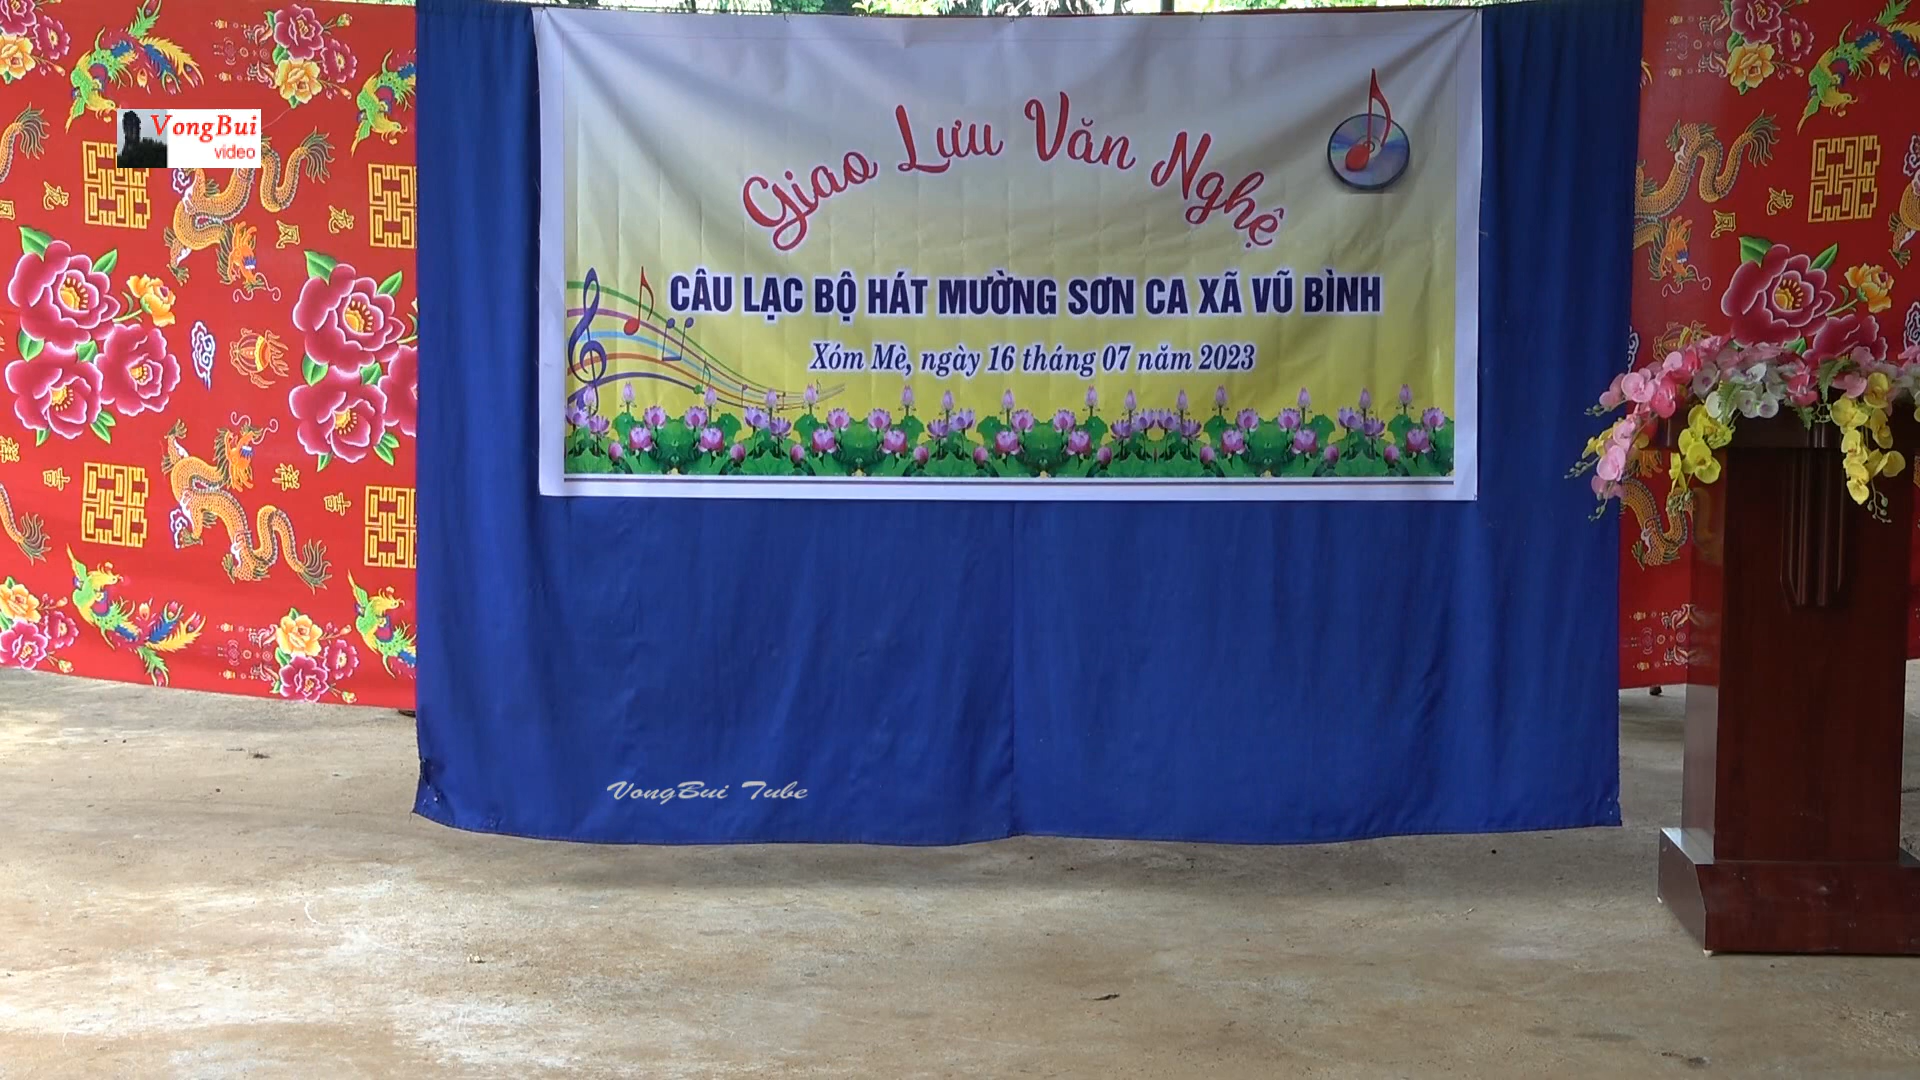 VongBui
video
Giao Lưu Văn Nghệ
CÂU LẠC BỘ HÁT MƯỜNG SƠN CA XÃ VŨ BÌNH
Xóm Mè, ngày 16 tháng 07 năm 2023
VongBui Tube